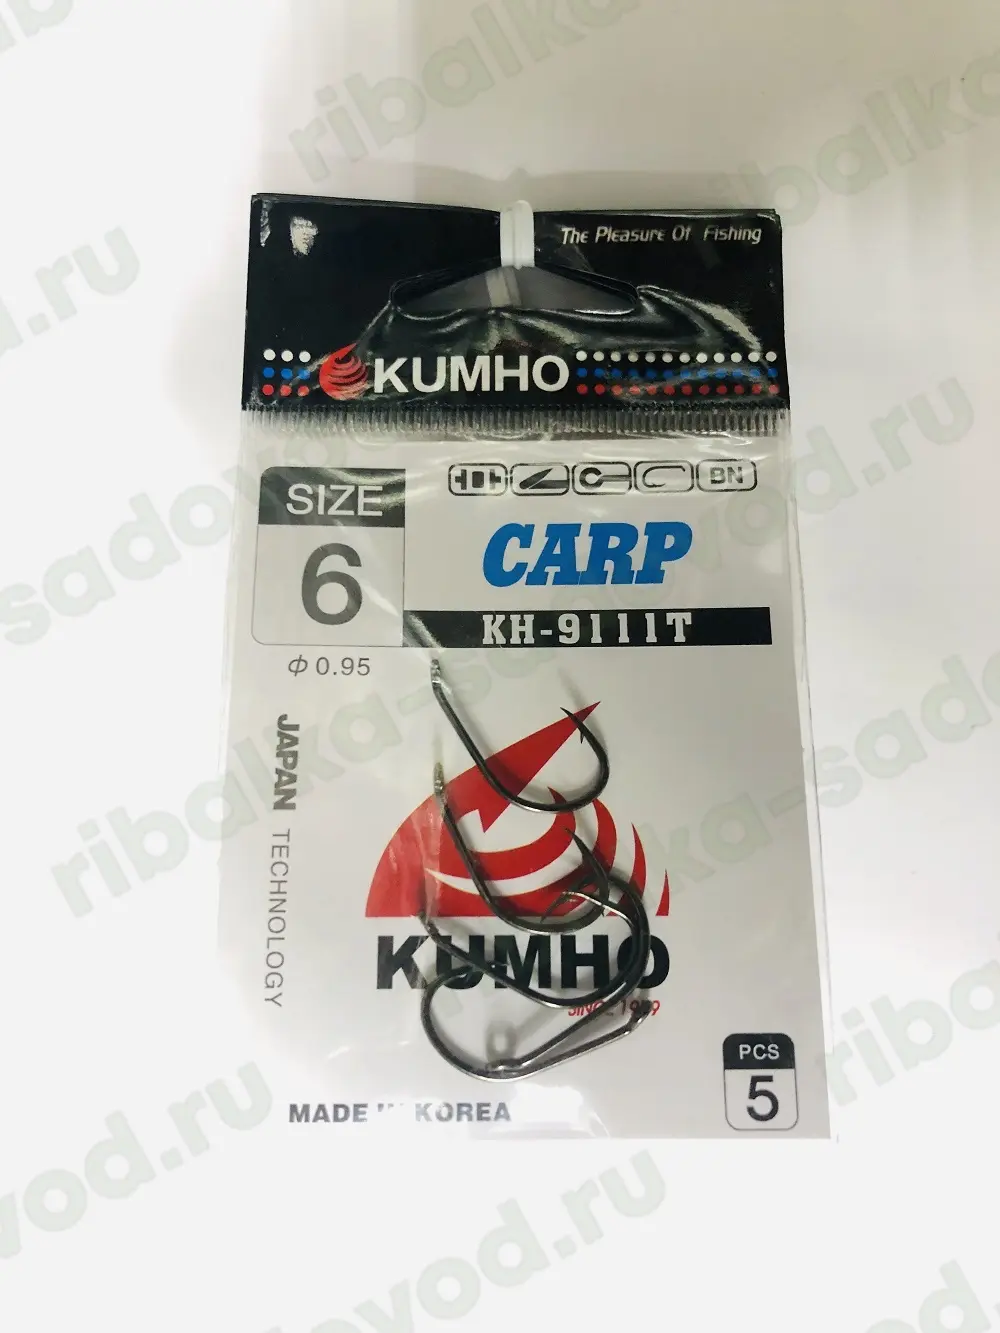 The Pleasure Of Fishing
KUMHO
SIZE
6
Φ 0.95
BN
CARP
KH-9111T
JAPAN TECHNOLOGY
KUMHO
MADE IN KOREA
PCS
5
ribalka-sadovod.ru